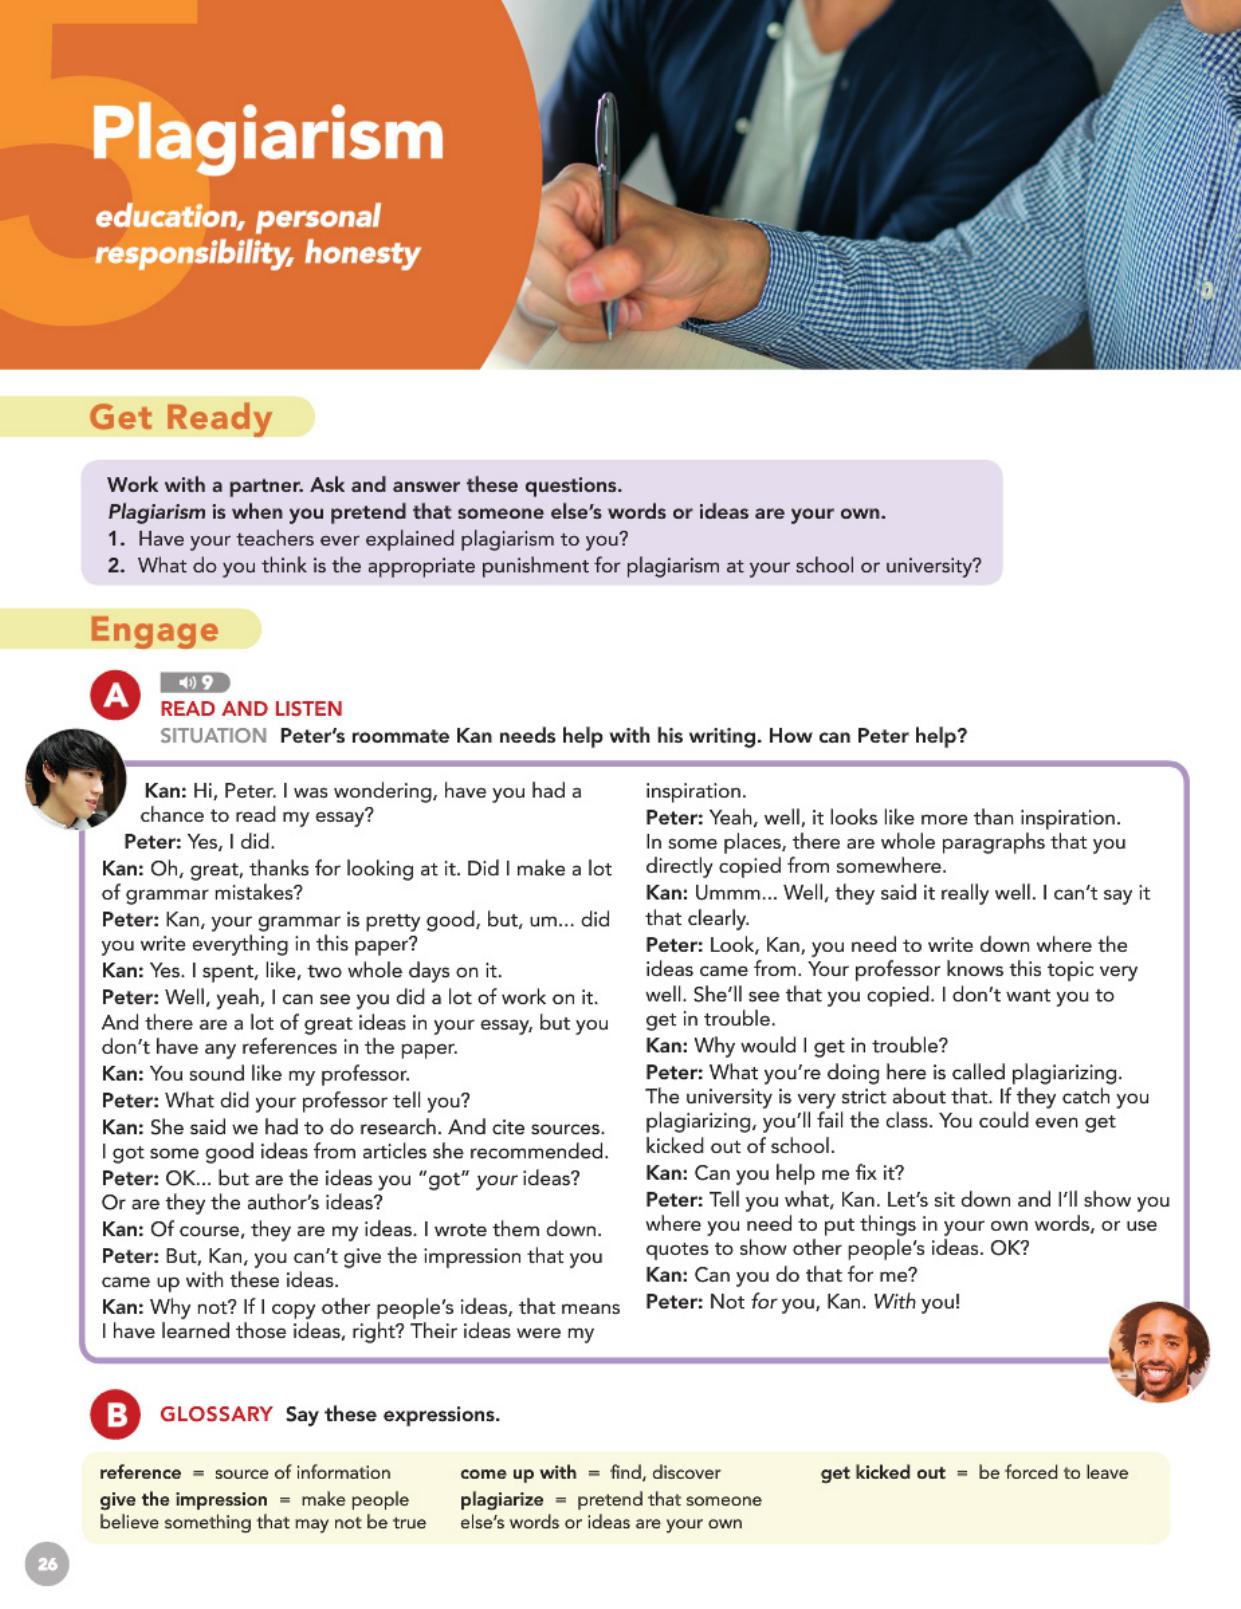 5
Plagiarism
education, personal
responsibility, honesty
Get Ready
Work with a partner. Ask and answer these questions.
Plagiarism is when you pretend that someone else's words or ideas are your own.
1. Have your teachers ever explained plagiarism to you?
2. What do you think is the appropriate punishment for plagiarism at your school or university?
Engage
A
9
READ AND LISTEN
SITUATION Peter's roommate Kan needs help with his writing. How can Peter help?
Kan: Hi, Peter. I was wondering, have you had a
chance to read my essay?
Peter: Yes, I did.
Kan: Oh, great, thanks for looking at it. Did I make a lot
of grammar mistakes?
Peter: Kan, your grammar is pretty good, but, um... did
you write everything in this paper?
Kan: Yes. I spent, like, two whole days on it.
Peter: Well, yeah, I can see you did a lot of work on it.
And there are a lot of great ideas in your essay, but you
don't have any references in the paper.
Kan: You sound like my professor.
Peter: What did your professor tell you?
Kan: She said we had to do research. And cite sources.
I got some good ideas from articles she recommended.
Peter: OK... but are the ideas you "got" your ideas?
Or are they the author's ideas?
Kan: Of course, they are my ideas. I wrote them down.
Peter: But, Kan, you can't give the impression that you
came up with these ideas.
Kan: Why not? If I copy other people's ideas, that means
I have learned those ideas, right? Their ideas were my
inspiration.
Peter: Yeah, well, it looks like more than inspiration.
In some places, there are whole paragraphs that you
directly copied from somewhere.
Kan: Ummm... Well, they said it really well. I can't say it
that clearly.
Peter: Look, Kan, you need to write down where the
ideas came from. Your professor knows this topic very
well. She'll see that you copied. I don't want you to
get in trouble.
Kan: Why would I get in trouble?
Peter: What you're doing here is called plagiarizing.
The university is very strict about that. If they catch you
plagiarizing, you'll fail the class. You could even get
kicked out of school.
Kan: Can you help me fix it?
Peter: Tell you what, Kan. Let's sit down and I'll show you
where you need to put things in your own words, or use
quotes to show other people's ideas. OK?
Kan: Can you do that for me?
Peter: Not for you, Kan. With you!
B
GLOSSARY Say these expressions.
reference = source of information
give the impression = make people
believe something that may not be true
come up with = find, discover
plagiarize = pretend that someone
else's words or ideas are your own
get kicked out = be forced to leave
26